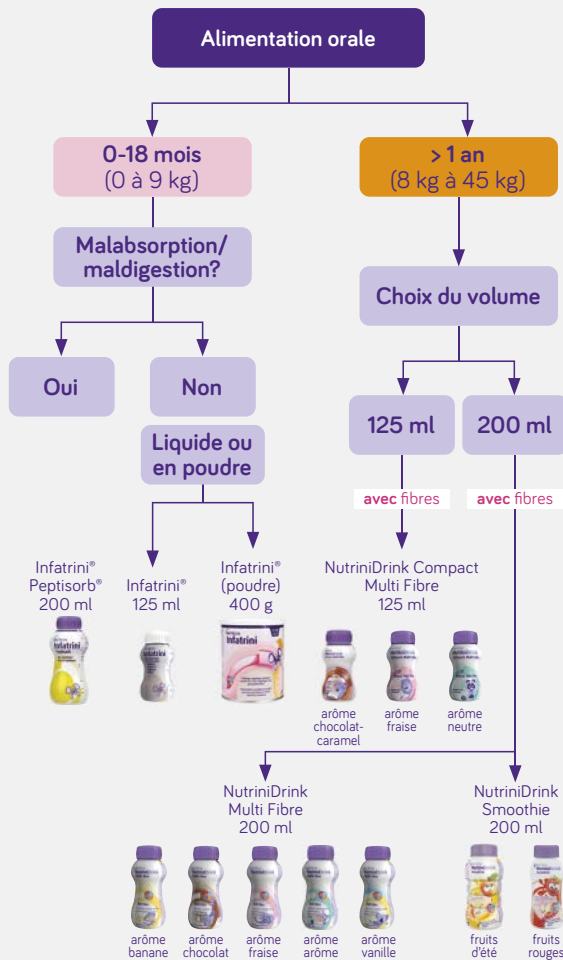 Alimentation orale
0-18 mois
(0 à 9 kg)
> 1 an
(8 kg à 45 kg)
Malabsorption/
maldigestion?
Choix du volume
Oui
Non
125 ml
200 ml
Liquide ou
en poudre
avec fibres
avec fibres
Infatrini®
Peptisorb®
200 ml
Infatrini®
125 ml
Infatrini®
(poudre)
400 g
NutriniDrink Compact
Multi Fibre
125 ml
Infatrini
Infatrini
Infatrini
arôme
chocolat-
caramel
arôme
fraise
arôme
neutre
NutriniDrink
Multi Fibre
200 ml
NutriniDrink
Smoothie
200 ml
arôme
banane
arôme
chocolat
arôme
fraise
arôme
arôme
arôme
vanille
fruits
d'été
fruits
rouges